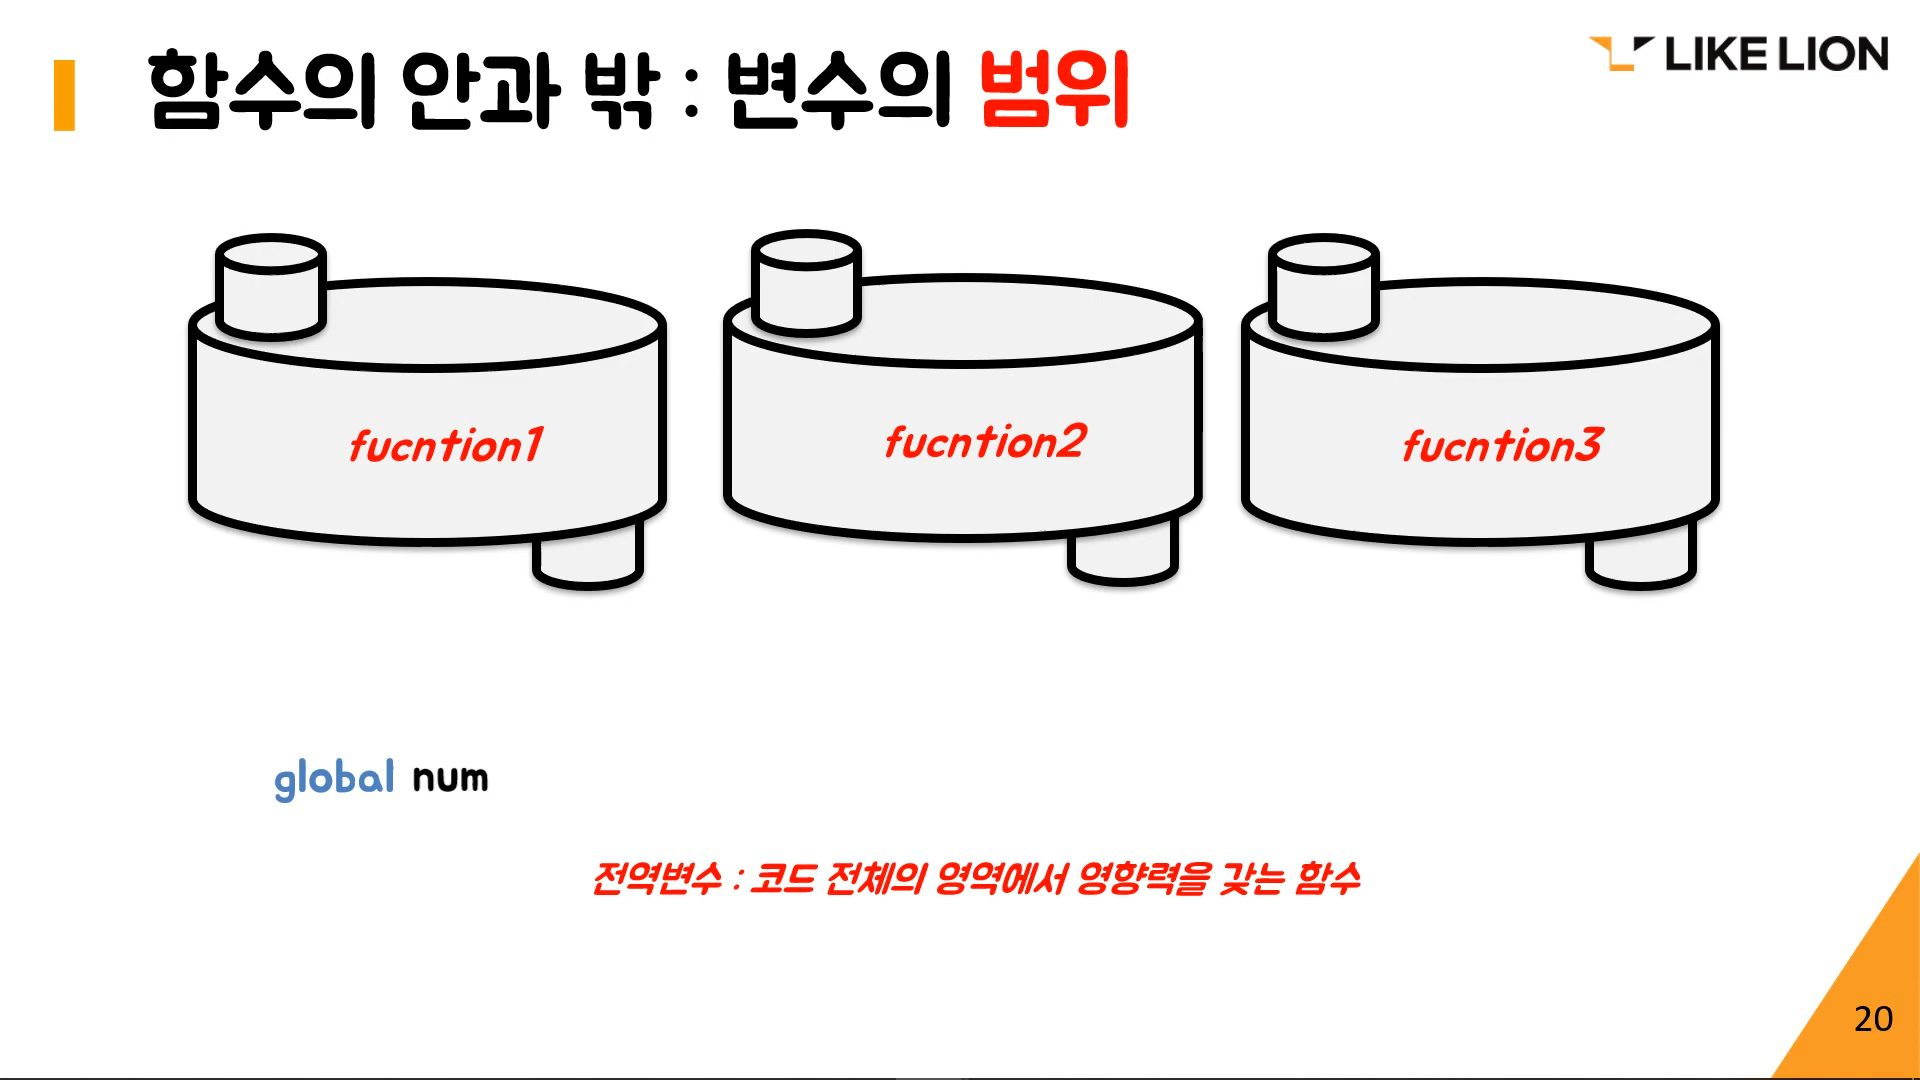 함수의 안과 밖 : 변수의 범위
LIKE LION
fucntion1
fucntion2
fucntion3
global num
전역변수 : 코드 전체의 영역에서 영향력을 갖는 함수
20